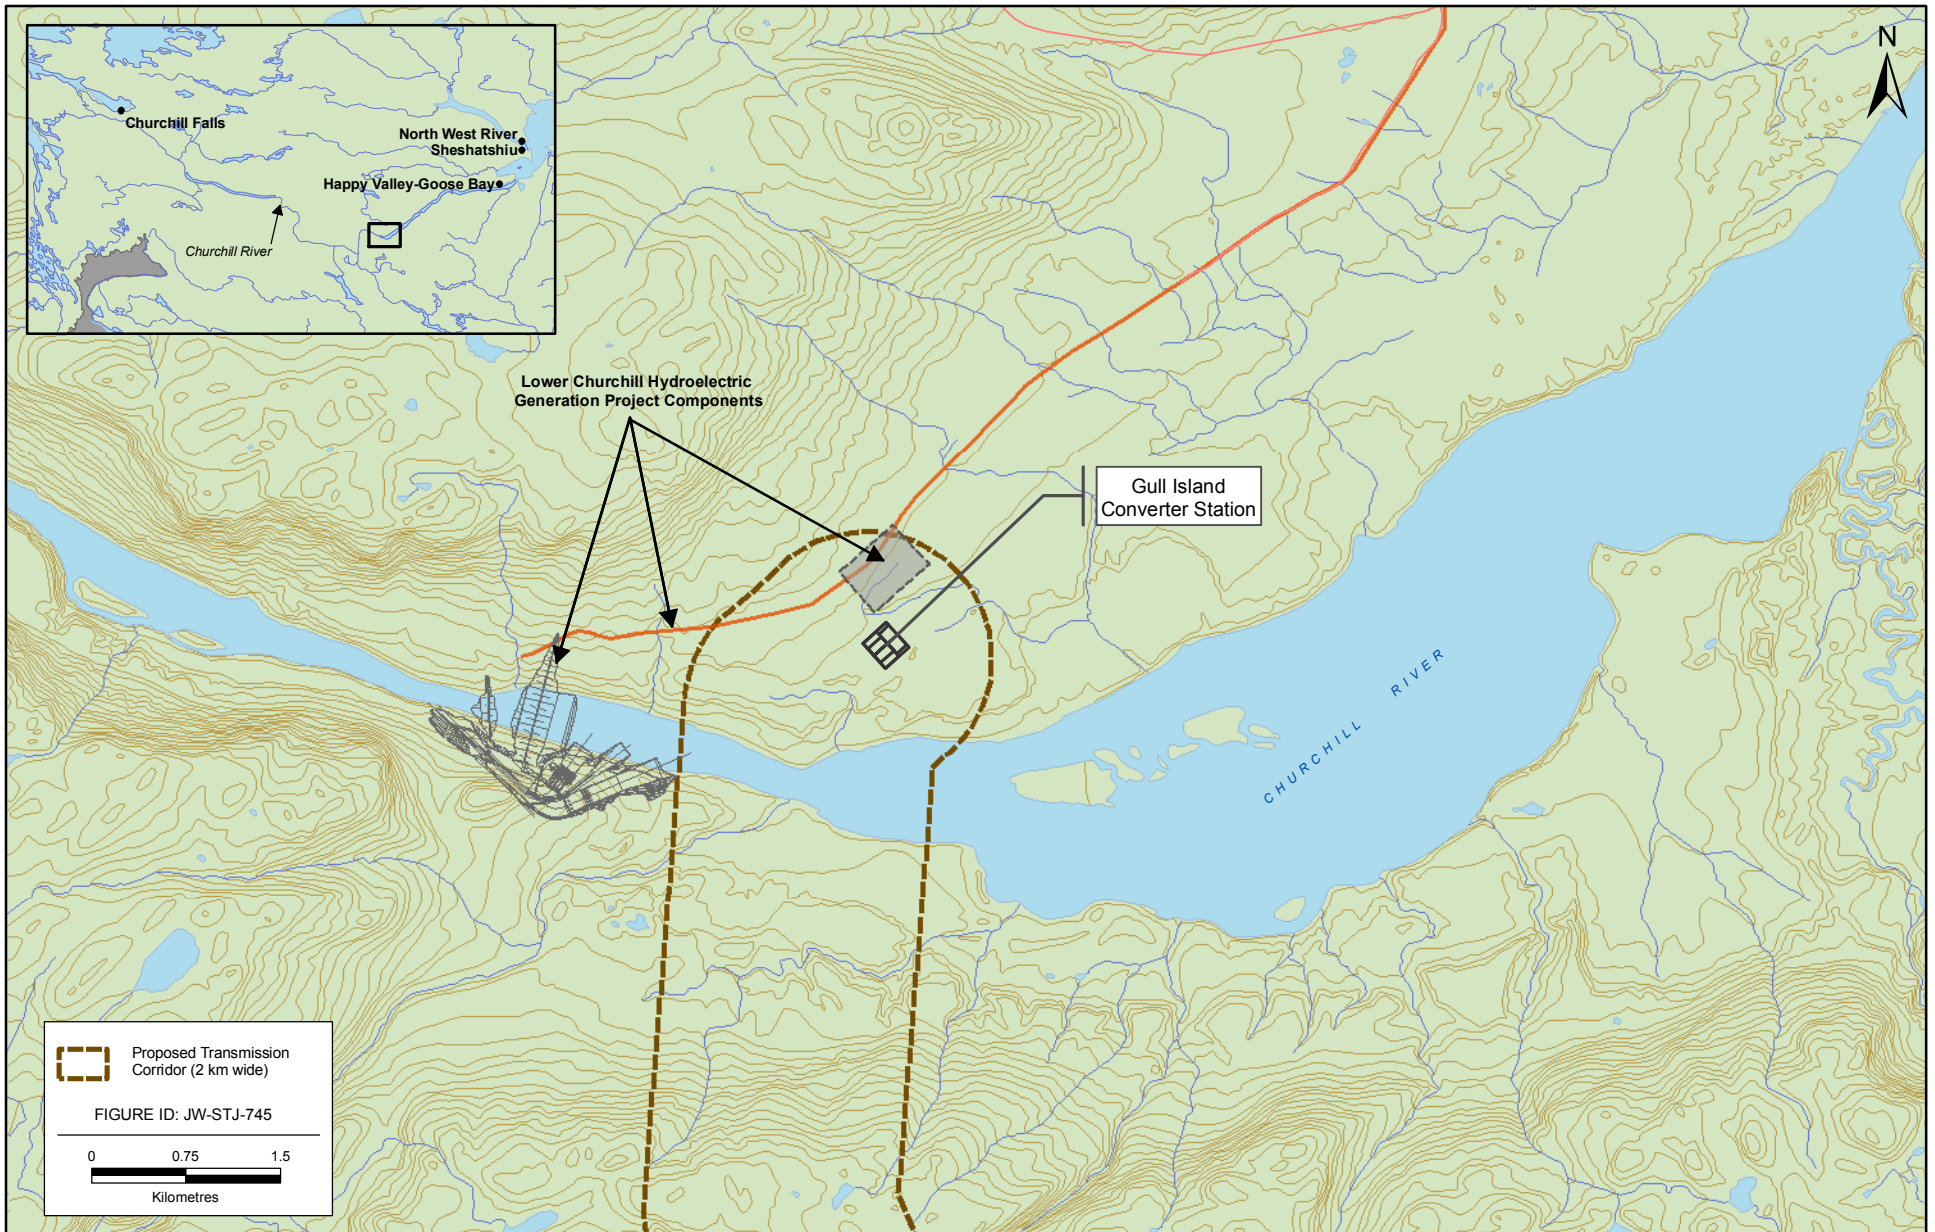 Churchill Falls
North West River
Sheshatshiu
Happy Valley-Goose Bay
Churchill River
N
Lower Churchill Hydroelectric
Generation Project Components
Gull Island
Converter Station
CHURCHILL RIVER
Proposed Transmission
Corridor (2 km wide)
FIGURE ID: JW-STJ-745
0 0.75 1.5
Kilometres